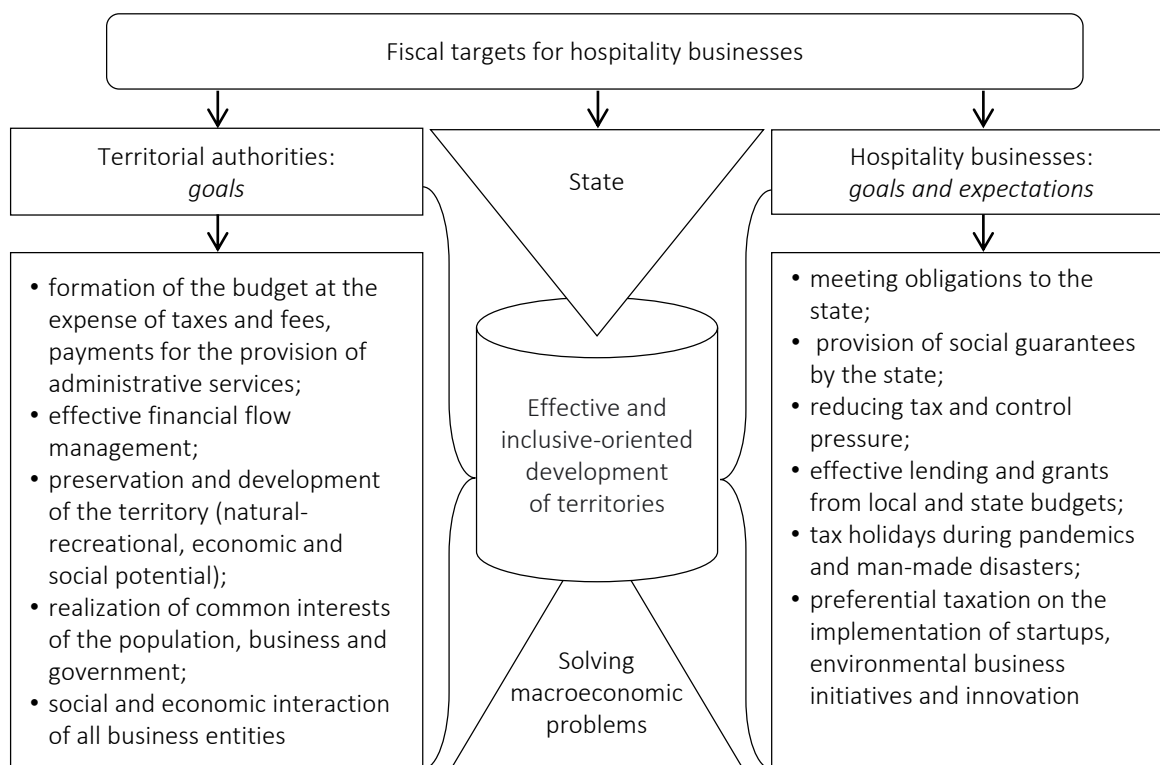 Fiscal targets for hospitality businesses
Territorial authorities:
goals
State
Hospitality businesses:
goals and expectations
• formation of the budget at the
expense of taxes and fees,
payments for the provision of
administrative services;
• effective financial flow
management;
• preservation and development
of the territory (natural-
recreational, economic and
social potential);
• realization of common interests
of the population, business and
government;
• social and economic interaction
of all business entities
Effective and
inclusive-oriented
development
of territories
Solving
macroeconomic
problems
• meeting obligations to the
state;
• provision of social guarantees
by the state;
• reducing tax and control
pressure;
• effective lending and grants
from local and state budgets;
• tax holidays during pandemics
and man-made disasters;
• preferential taxation on the
implementation of startups,
environmental business
initiatives and innovation